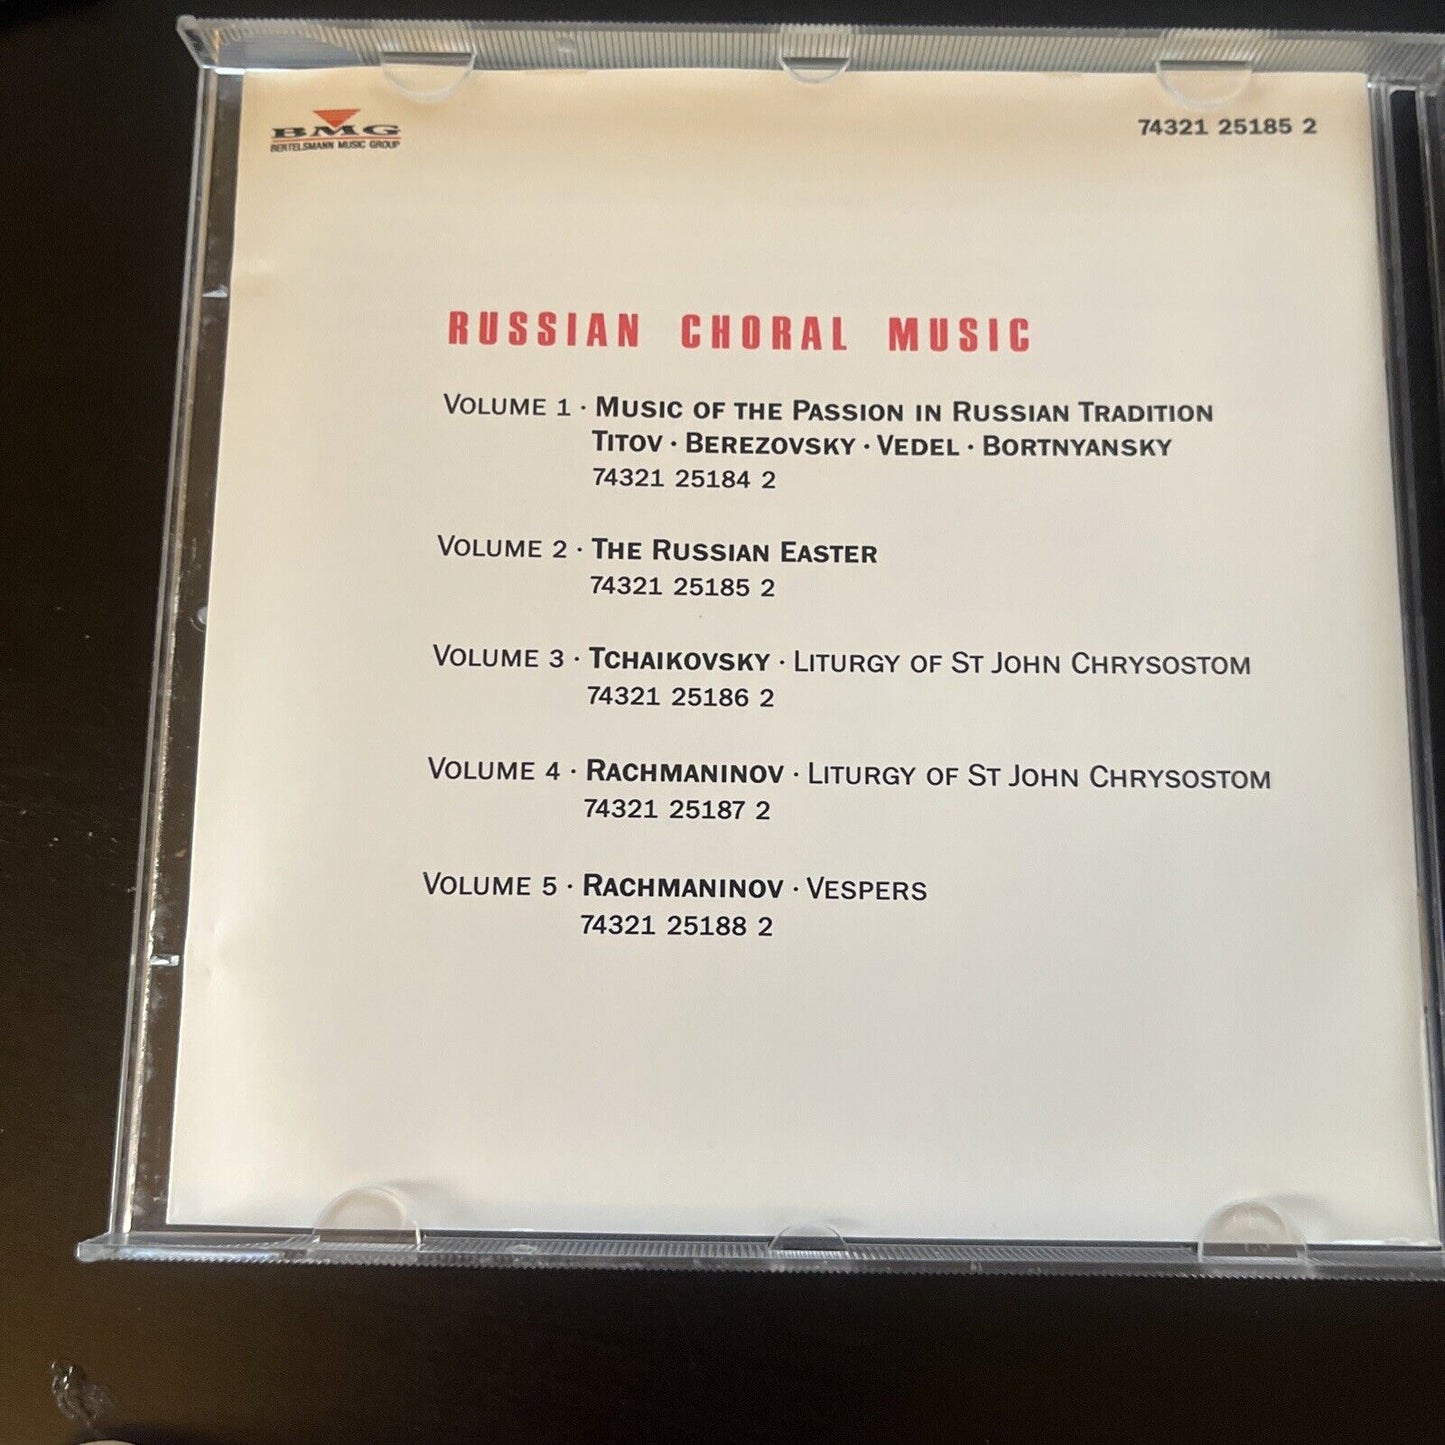 BMG
BERTELSMANN MUSIC GROUP
74321 25185 2
RUSSIAN CHORAL MUSIC
VOLUME 1 · MUSIC OF THE PASSION IN RUSSIAN TRADITION
TITOV · BEREZOVSKY · VEDEL · BORTNYANSKY
74321 25184 2
VOLUME 2 · THE RUSSIAN EASTER
74321 25185 2
VOLUME 3 · TCHAIKOVSKY · LITURGY OF ST JOHN CHRYSOSTOM
74321 25186 2
VOLUME 4 · RACHMANINOV · LITURGY OF ST JOHN CHRYSOSTOM
74321 25187 2
VOLUME 5 · RACHMANINOV · VESPERS
74321 25188 2